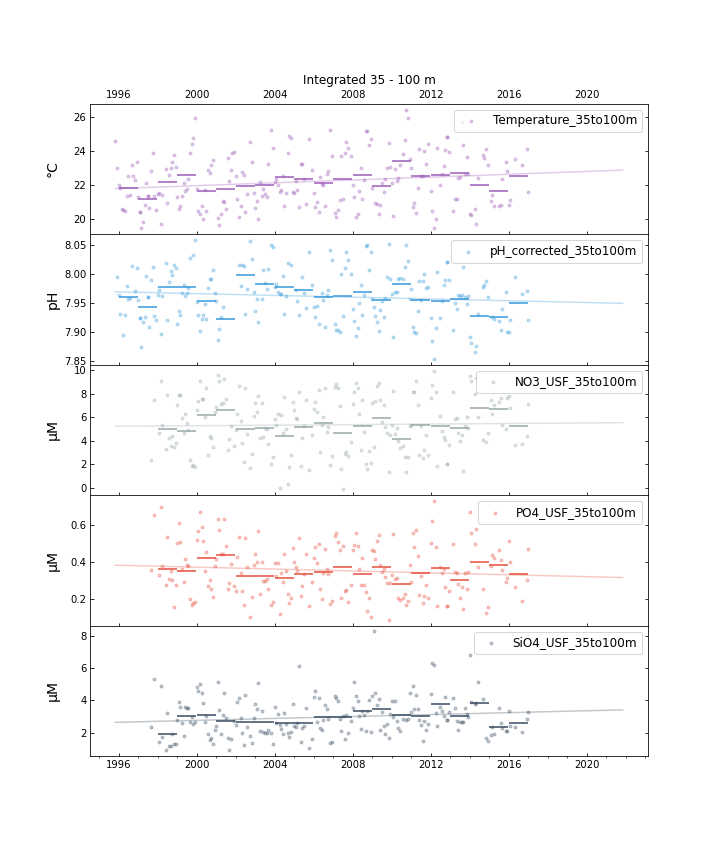 Integrated 35 - 100 m
1996 2000 2004 2008 2012 2016 2020
Temperature_35to100m
°C
26
24
22
20
pH_corrected_35to100m
pH
8.05
8.00
7.95
7.90
7.85
NO3_USF_35to100m
μM
10
8
6
4
2
0
PO4_USF_35to100m
μM
0.6
0.4
0.2
SiO4_USF_35to100m
μM
8
6
4
2
1996 2000 2004 2008 2012 2016 2020